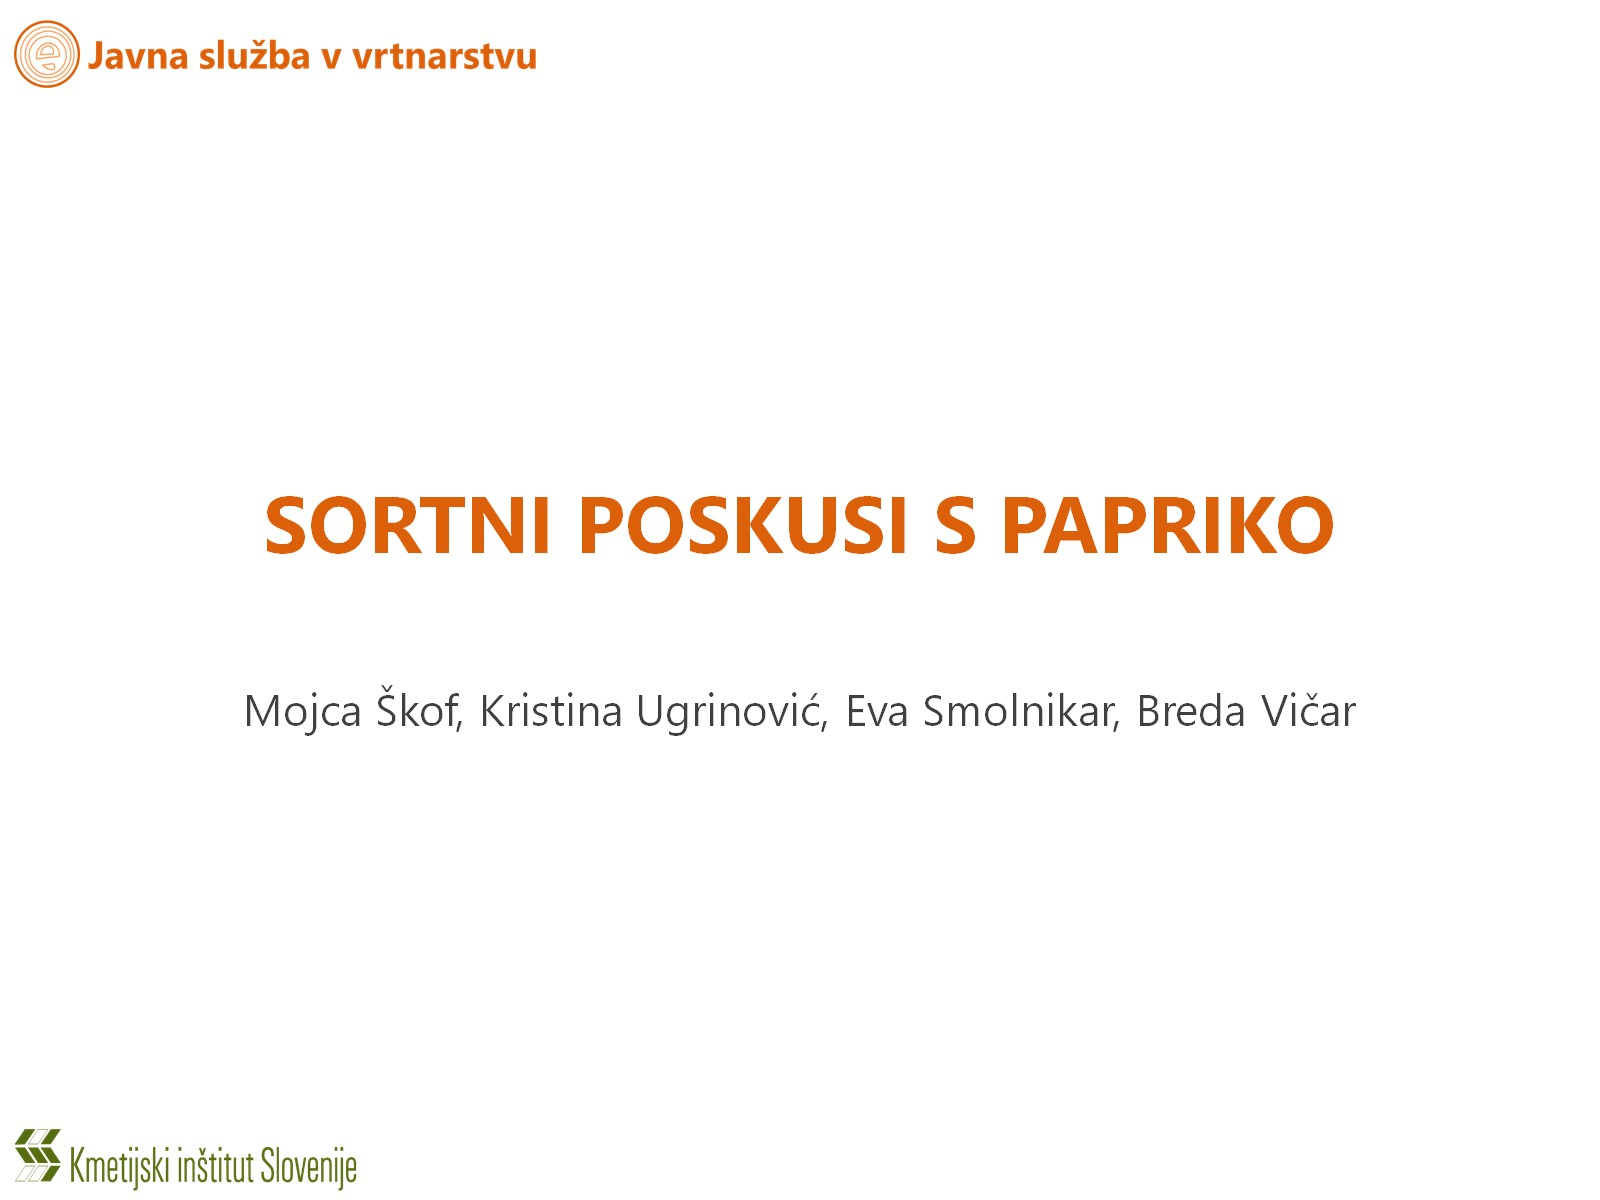 Javna služba v vrtnarstvu
SORTNI POSKUSI S PAPRIKO
Mojca Škof, Kristina Ugrinović, Eva Smolnikar, Breda Vičar
Kmetijski inštitut Slovenije